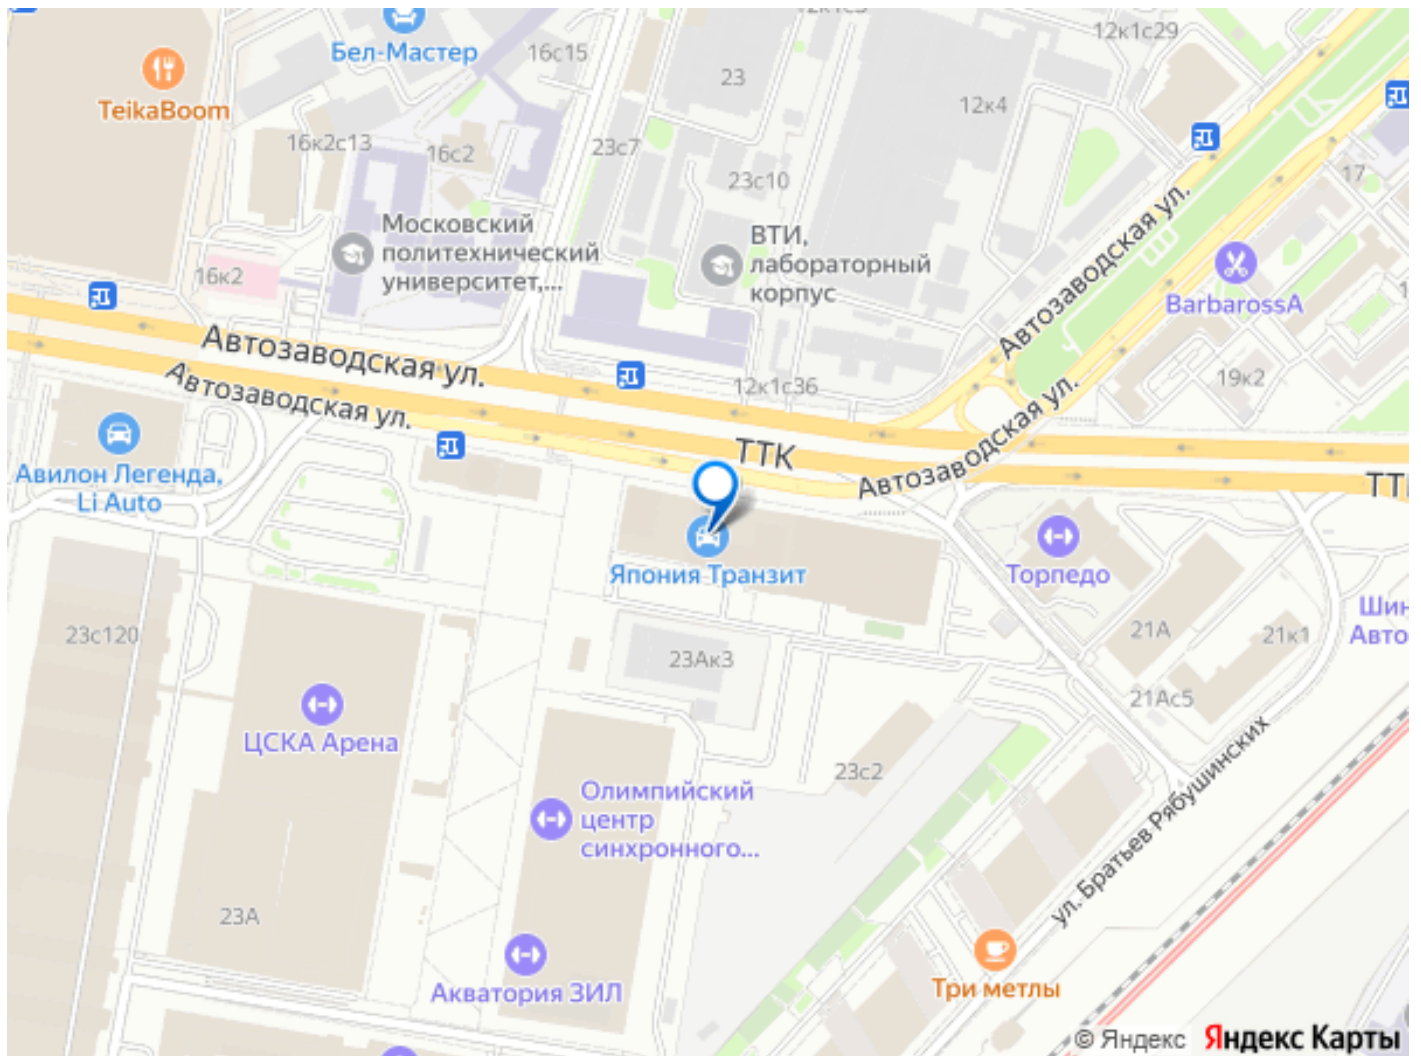 12к1с29
16с15
Бел-Мастер
23
TeikaBoom
12к4
16к2с13
16с2
23с7
17
23с10
Автозаводская ул.
Московский
политехнический
университет,...
ВТИ,
лабораторный
корпус
16к2
BarbarossA
Автозаводская ул.
Автозаводская ул.
12к1с36
19к2
ТТК
Автозаводская ул.
Авилон Легенда,
Li Auto
Япония Транзит
Торпедо
23с120
21А
21к1
23Ак3
21Ас5
ЦСКА Арена
23с2
Олимпийский
центр
синхронного...
ул. Братьев Рябушинских
23А
Акватория ЗИЛ
Три метлы
© Яндекс Яндекс Карты